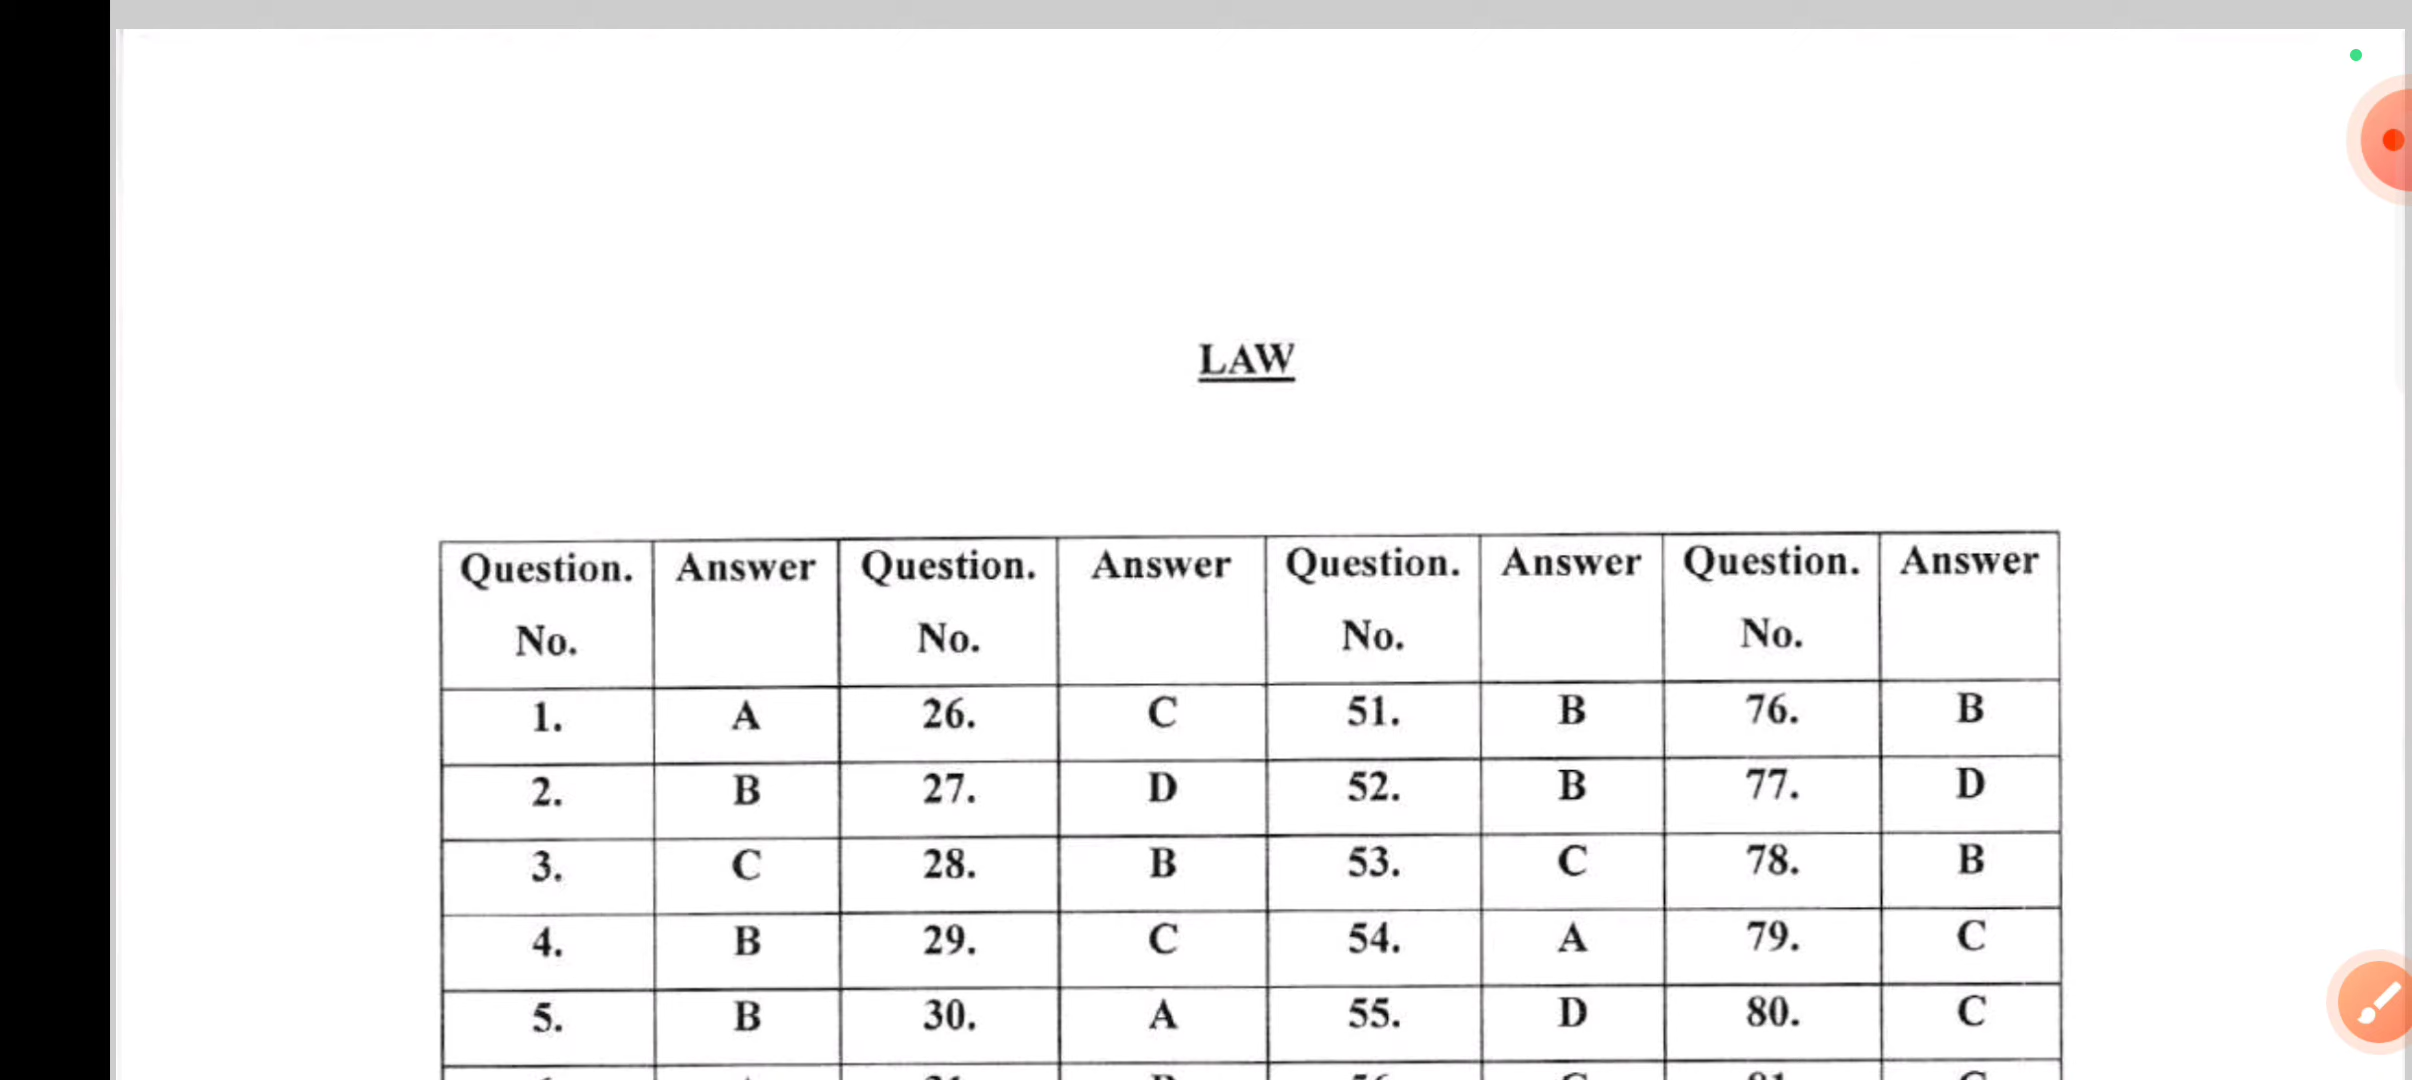 LAW
Question. No. Answer Question. No. Answer Question. No. Answer Question. No. Answer
1. A 26. C 51. B 76. B
2. B 27. D 52. B 77. D
3. C 28. B 53. C 78. B
4. B 29. C 54. A 79. C
5. B 30. A 55. D 80. C